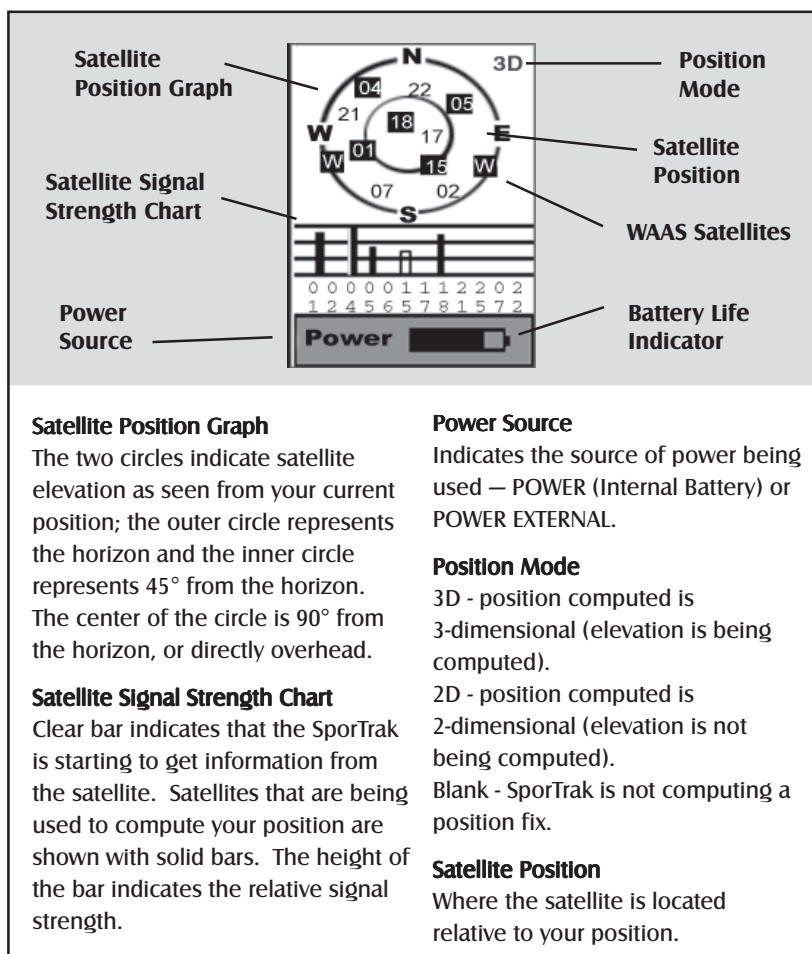 Satellite
Position Graph
Satellite Signal
Strength Chart
Power
Source
N
3D
04
22
05
21
18
W
17
E
01
W
15
W
07
02
S
0 0 0 0 0 1 1 1 2 2 0 2
1 2 4 5 6 5 7 8 1 5 7 2
Power
Position
Mode
Satellite
Position
WAAS Satellites
Battery Life
Indicator
Satellite Position Graph
The two circles indicate satellite
elevation as seen from your current
position; the outer circle represents
the horizon and the inner circle
represents 45° from the horizon.
The center of the circle is 90° from
the horizon, or directly overhead.
Satellite Signal Strength Chart
Clear bar indicates that the SporTrak
is starting to get information from
the satellite.  Satellites that are being
used to compute your position are
shown with solid bars.  The height of
the bar indicates the relative signal
strength.
Power Source
Indicates the source of power being
used — POWER (Internal Battery) or
POWER EXTERNAL.
Position Mode
3D - position computed is
3-dimensional (elevation is being
computed).
2D - position computed is
2-dimensional (elevation is not
being computed).
Blank - SporTrak is not computing a
position fix.
Satellite Position
Where the satellite is located
relative to your position.